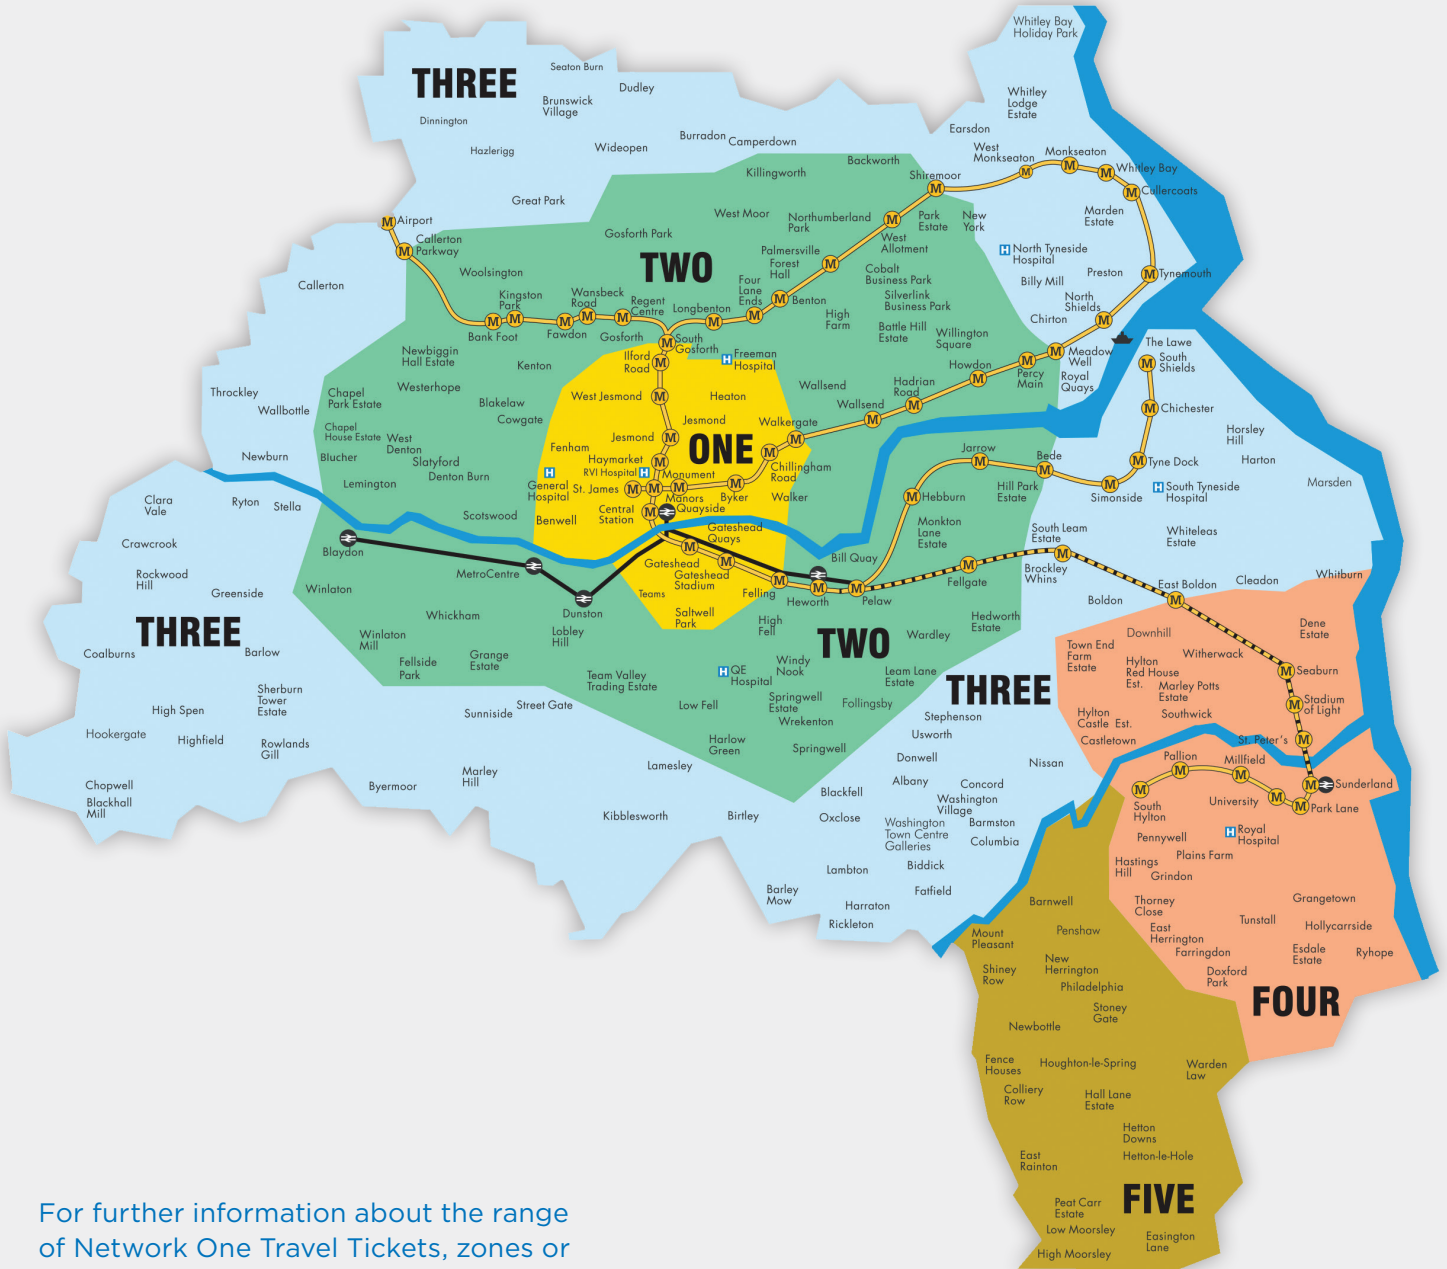 Whitley Bay
Holiday Park
THREE
Seaton Burn
Dudley
Brunswick
Village
Dinnington
Whitley
Lodge
Estate
Earsdon
Burradon
Camperdown
Hazlerigg
Wideopen
West
Monkseaton
Monkseaton
Backworth
Killingworth
Shiremoor
Whitley Bay
Cullercoats
Great Park
Airport
Callerton
Parkway
West Moor
Northumberland
Park
Park
Estate
New
York
Marden
Estate
Gosforth Park
West
Allotment
North Tyneside
Hospital
TWO
Palmersville
Forest
Hall
Woolsington
Callerton
Cobalt
Business Park
Preston
Tynemouth
Billy Mill
Kingston
Park
Wansbeck
Road
Regent
Centre
Longbenton
Four
Lane
Ends
Benton
Silverlink
Business Park
North
Shields
Chirton
High
Farm
Battle Hill
Estate
Willington
Square
Bank Foot
Fawdon
Gosforth
South
Gosforth
Newbiggin
Hall Estate
Kenton
Ilford
Road
Freeman
Hospital
Howdon
Percy
Main
Meadow
Well
Royal
Quays
The Lawe
South
Shields
Throckley
Wallbottle
Chapel
Park Estate
Westerhope
Blakelaw
Cowgate
West Jesmond
Heaton
Wallsend
Hadrian
Road
Wallsend
Chichester
Chapel
House Estate
West
Denton
Fenham
Jesmond
Jesmond
ONE
Walkergate
Horsley
Hill
Newburn
Blucher
Slatyford
Denton Burn
Haymarket
RVI Hospital
Monument
Chillingham
Road
Jarrow
Bede
Tyne Dock
Harton
Lemington
General
Hospital
St. James
Manors
Byker
Walker
Hebburn
Hill Park
Estate
Simonside
South Tyneside
Hospital
Marsden
Clara
Vale
Ryton
Stella
Scotswood
Benwell
Central
Station
Quayside
Gateshead
Quays
Monkton
Lane
Estate
South Leam
Estate
Whiteleas
Estate
Crawcrook
Blaydon
Bill Quay
Rockwood
Hill
MetroCentre
Gateshead
Gateshead
Stadium
Fellgate
Brockley
Whins
East Boldon
Cleadon
Whitburn
Greenside
Winlaton
Teams
Felling
Heworth
Pelaw
Boldon
THREE
Whickham
Dunston
Saltwell
Park
High
Fell
TWO
Hedworth
Estate
Dene
Estate
Coalburns
Barlow
Winlaton
Mill
Lobley
Hill
Wardley
Downhill
Town End
Farm
Estate
Witherwack
Fellside
Park
Grange
Estate
QE
Hospital
Windy
Nook
Leam Lane
Estate
Hylton
Red House
Est.
Seaburn
Sherburn
Tower
Estate
Team Valley
Trading Estate
THREE
Marley Potts
Estate
High Spen
Sunniside
Street Gate
Low Fell
Springwell
Estate
Wrekenton
Follingsby
Stephenson
Hylton
Castle Est.
Southwick
Stadium
of Light
Hookergate
Highfield
Rowlands
Gill
Harlow
Green
Springwell
Usworth
Castletown
St. Peter's
Donwell
Nissan
Pallion
Millfield
Chopwell
Blackhall
Mill
Byermoor
Marley
Hill
Lamesley
Albany
Concord
Sunderland
Blackfell
Washington
Village
South
Hylton
University
Park Lane
Kibblesworth
Birtley
Oxclose
Washington
Town Centre
Galleries
Barmston
Columbia
Pennywell
Royal
Hospital
Plains Farm
Lambton
Biddick
Hastings
Hill
Grindon
Barley
Mow
Fatfield
Harraton
Rickleton
Barnwell
Thorney
Close
Grangetown
Mount
Pleasant
Penshaw
East
Herrington
Tunstall
Hollycarrside
Farringdon
Esdale
Estate
Ryhope
Shiney
Row
New
Herrington
Philadelphia
Doxford
Park
FOUR
Stoney
Gate
Newbottle
Fence
Houses
Houghton-le-Spring
Warden
Law
Colliery
Row
Hall Lane
Estate
Hetton
Downs
East
Rainton
Hetton-le-Hole
FIVE
Peat Carr
Estate
Low Moorsley
High Moorsley
Easington
Lane
For further information about the range
of Network One Travel Tickets, zones or